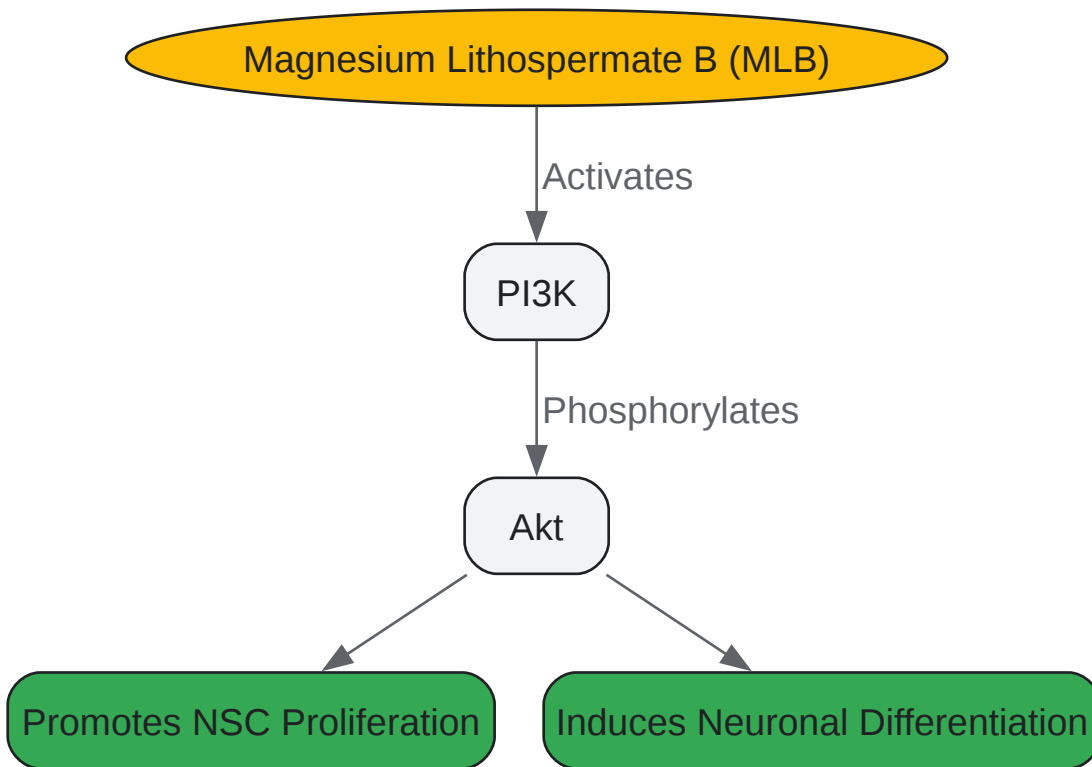 Magnesium Lithospermate B (MLB)
Activates
PI3K
Phosphorylates
Akt
Promotes NSC Proliferation
Induces Neuronal Differentiation